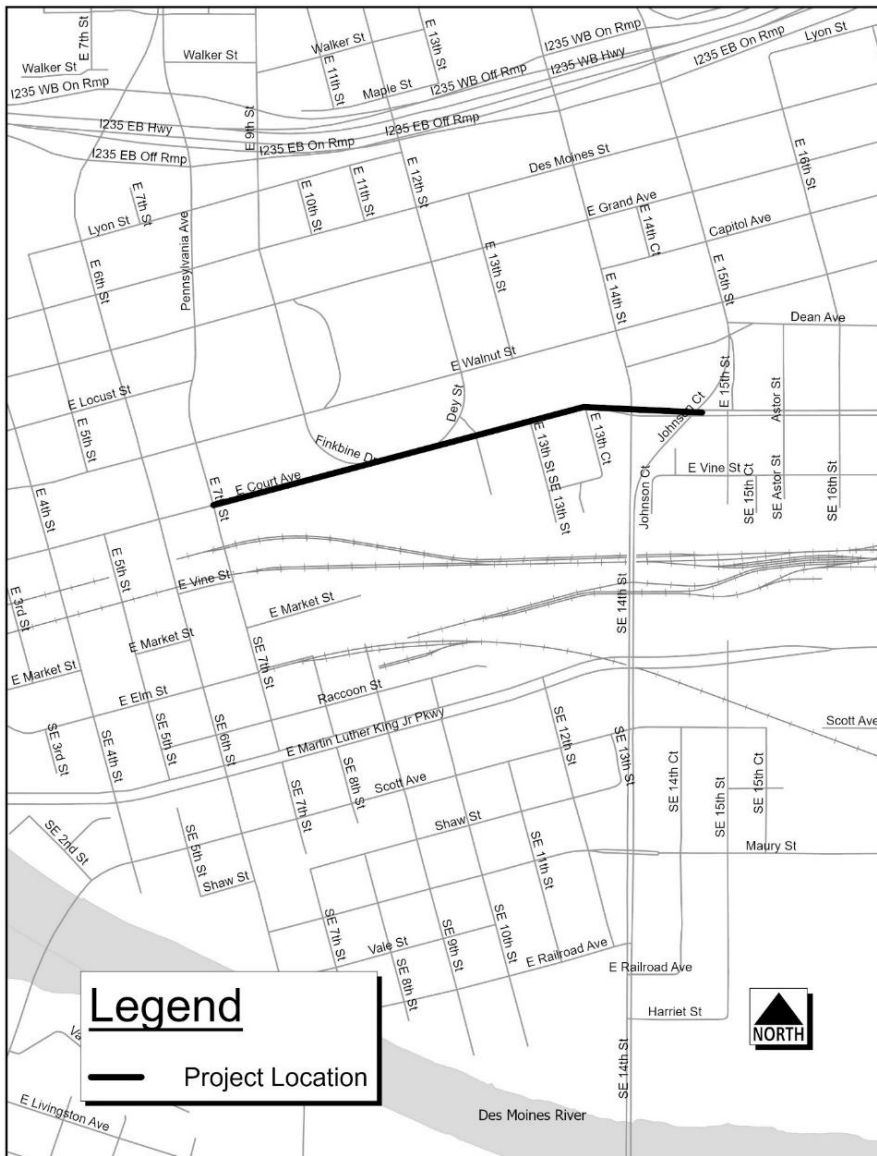 E 7th St
Walker St
E 13th St
I235 WB On Rmp
I235 EB On Rmp
Lyon St
Walker St
Walker St
E 11th St
Maple St
I235 WB Off Rmp
I235 WB Hwy
I235 WB On Rmp
I235 EB Hwy
E 9th St
I235 EB On Rmp
I235 EB Off Rmp
I235 EB Off Rmp
E 12th St
Des Moines St
E 16th St
E 7th St
Lyon St
E 10th St
E 11th St
E Grand Ave
E 14th Ct
Capitol Ave
Pennsylvania Ave
E 6th St
E 13th St
E 14th St
E 15th St
Dean Ave
E Walnut St
E Locust St
E 5th St
Dey St
E 15th St
Astor St
Johnson Ct
Finkbine Dr
E 13th St
E 13th Ct
E 7th St
E Court Ave
E 4th St
SE 13th St
Johnson Ct
E Vine St
SE 15th Ct
SE Astor St
SE 16th St
E 5th St
E 3rd St
E Vine St
E Market St
SE 14th St
E Market St
E Market St
SE 7th St
E Elm St
Raccoon St
E Martin Luther King Jr Pkwy
SE 3rd St
SE 4th St
SE 5th St
SE 6th St
SE 12th St
SE 13th St
Scott Ave
SE 8th St
SE 7th St
Scott Ave
SE 14th Ct
SE 15th St
SE 15th Ct
SE 2nd St
SE 5th St
Shaw St
SE 11th St
Maury St
Shaw St
SE 7th St
Vale St
SE 9th St
SE 10th St
SE 8th St
E Railroad Ave
E Railroad Ave
Harriet St
Legend
Project Location
NORTH
SE 14th St
E Livingston Ave
Des Moines River